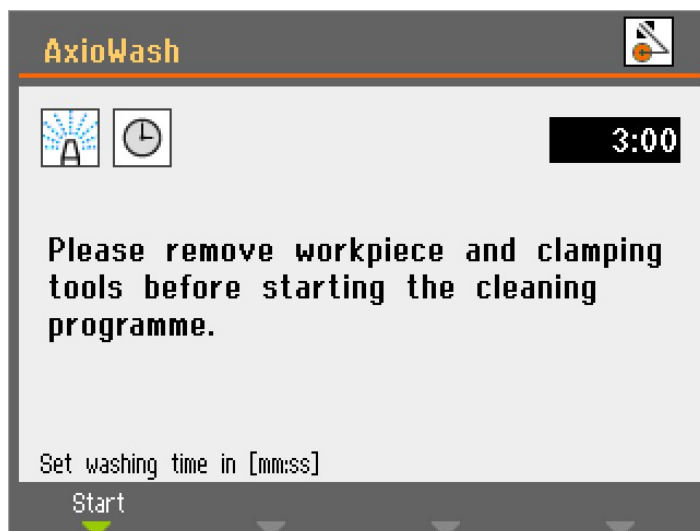 AxioWash
3:00
Please remove workpiece and clamping
tools before starting the cleaning
programme.
Set washing time in [mm:ss]
Start